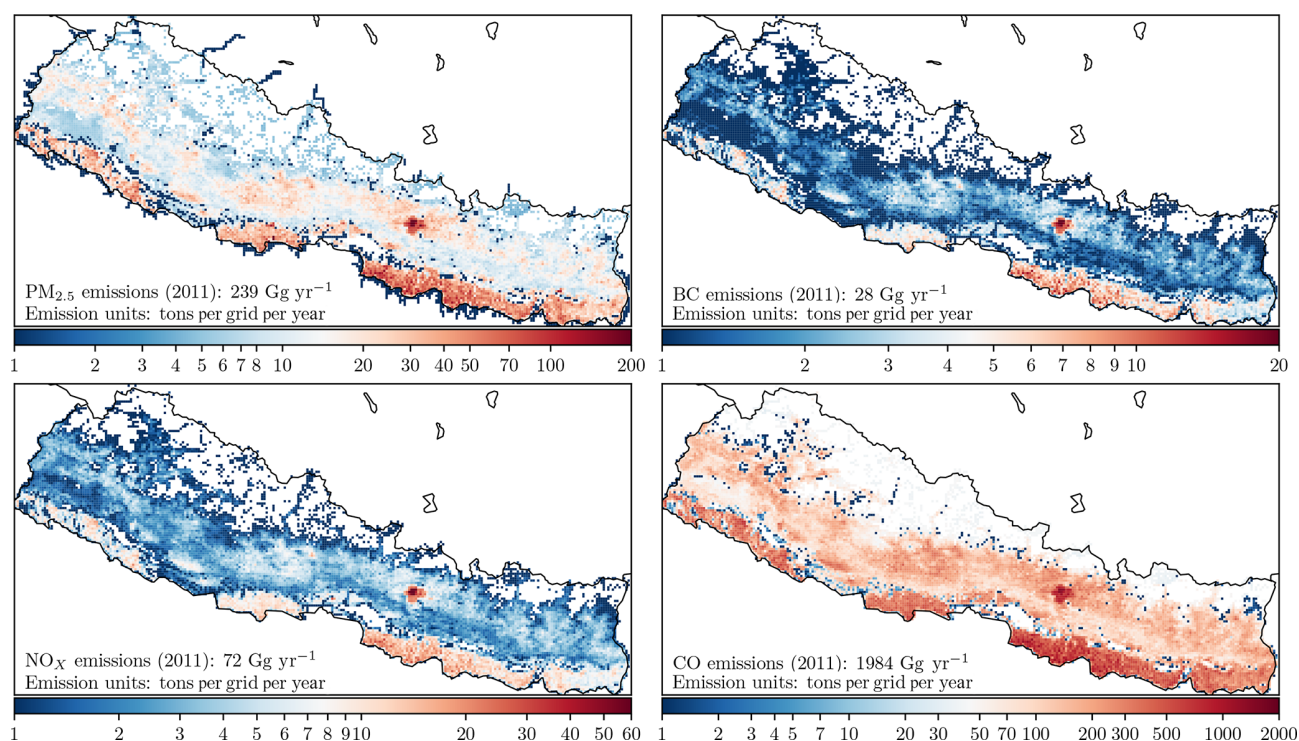 PM2.5 emissions (2011): 239 Gg yr−1
Emission units: tons per grid per year
1 2 3 4 5 6 7 8 10 20 30 40 50 70 100 200
BC emissions (2011): 28 Gg yr−1
Emission units: tons per grid per year
1 2 3 4 5 6 7 8 9 10 20
NOX emissions (2011): 72 Gg yr−1
Emission units: tons per grid per year
1 2 3 4 5 6 7 8 910 20 30 40 50 60
CO emissions (2011): 1984 Gg yr−1
Emission units: tons per grid per year
1 2 3 4 5 7 10 20 30 50 70 100 200 300 500 1000 2000